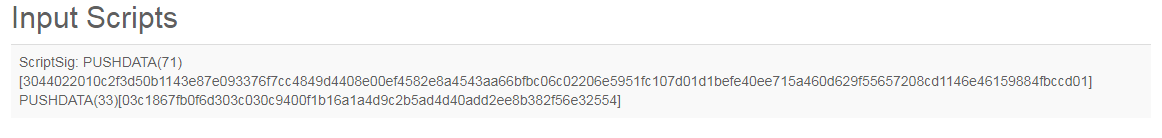 Input Scripts
ScriptSig: PUSHDATA(71)
[3044022010c2f3d50b1143e87e093376f7cc4849d4408e00ef4582e8a4543aa66bfbc06c02206e5951fc107d01d1befe40ee715a460d629f55657208cd1146e46159884fbccd01]
PUSHDATA(33)[03c1867fb0f6d303c030c9400f1b16a1a4d9c2b5ad4d40add2ee8b382f56e32554]